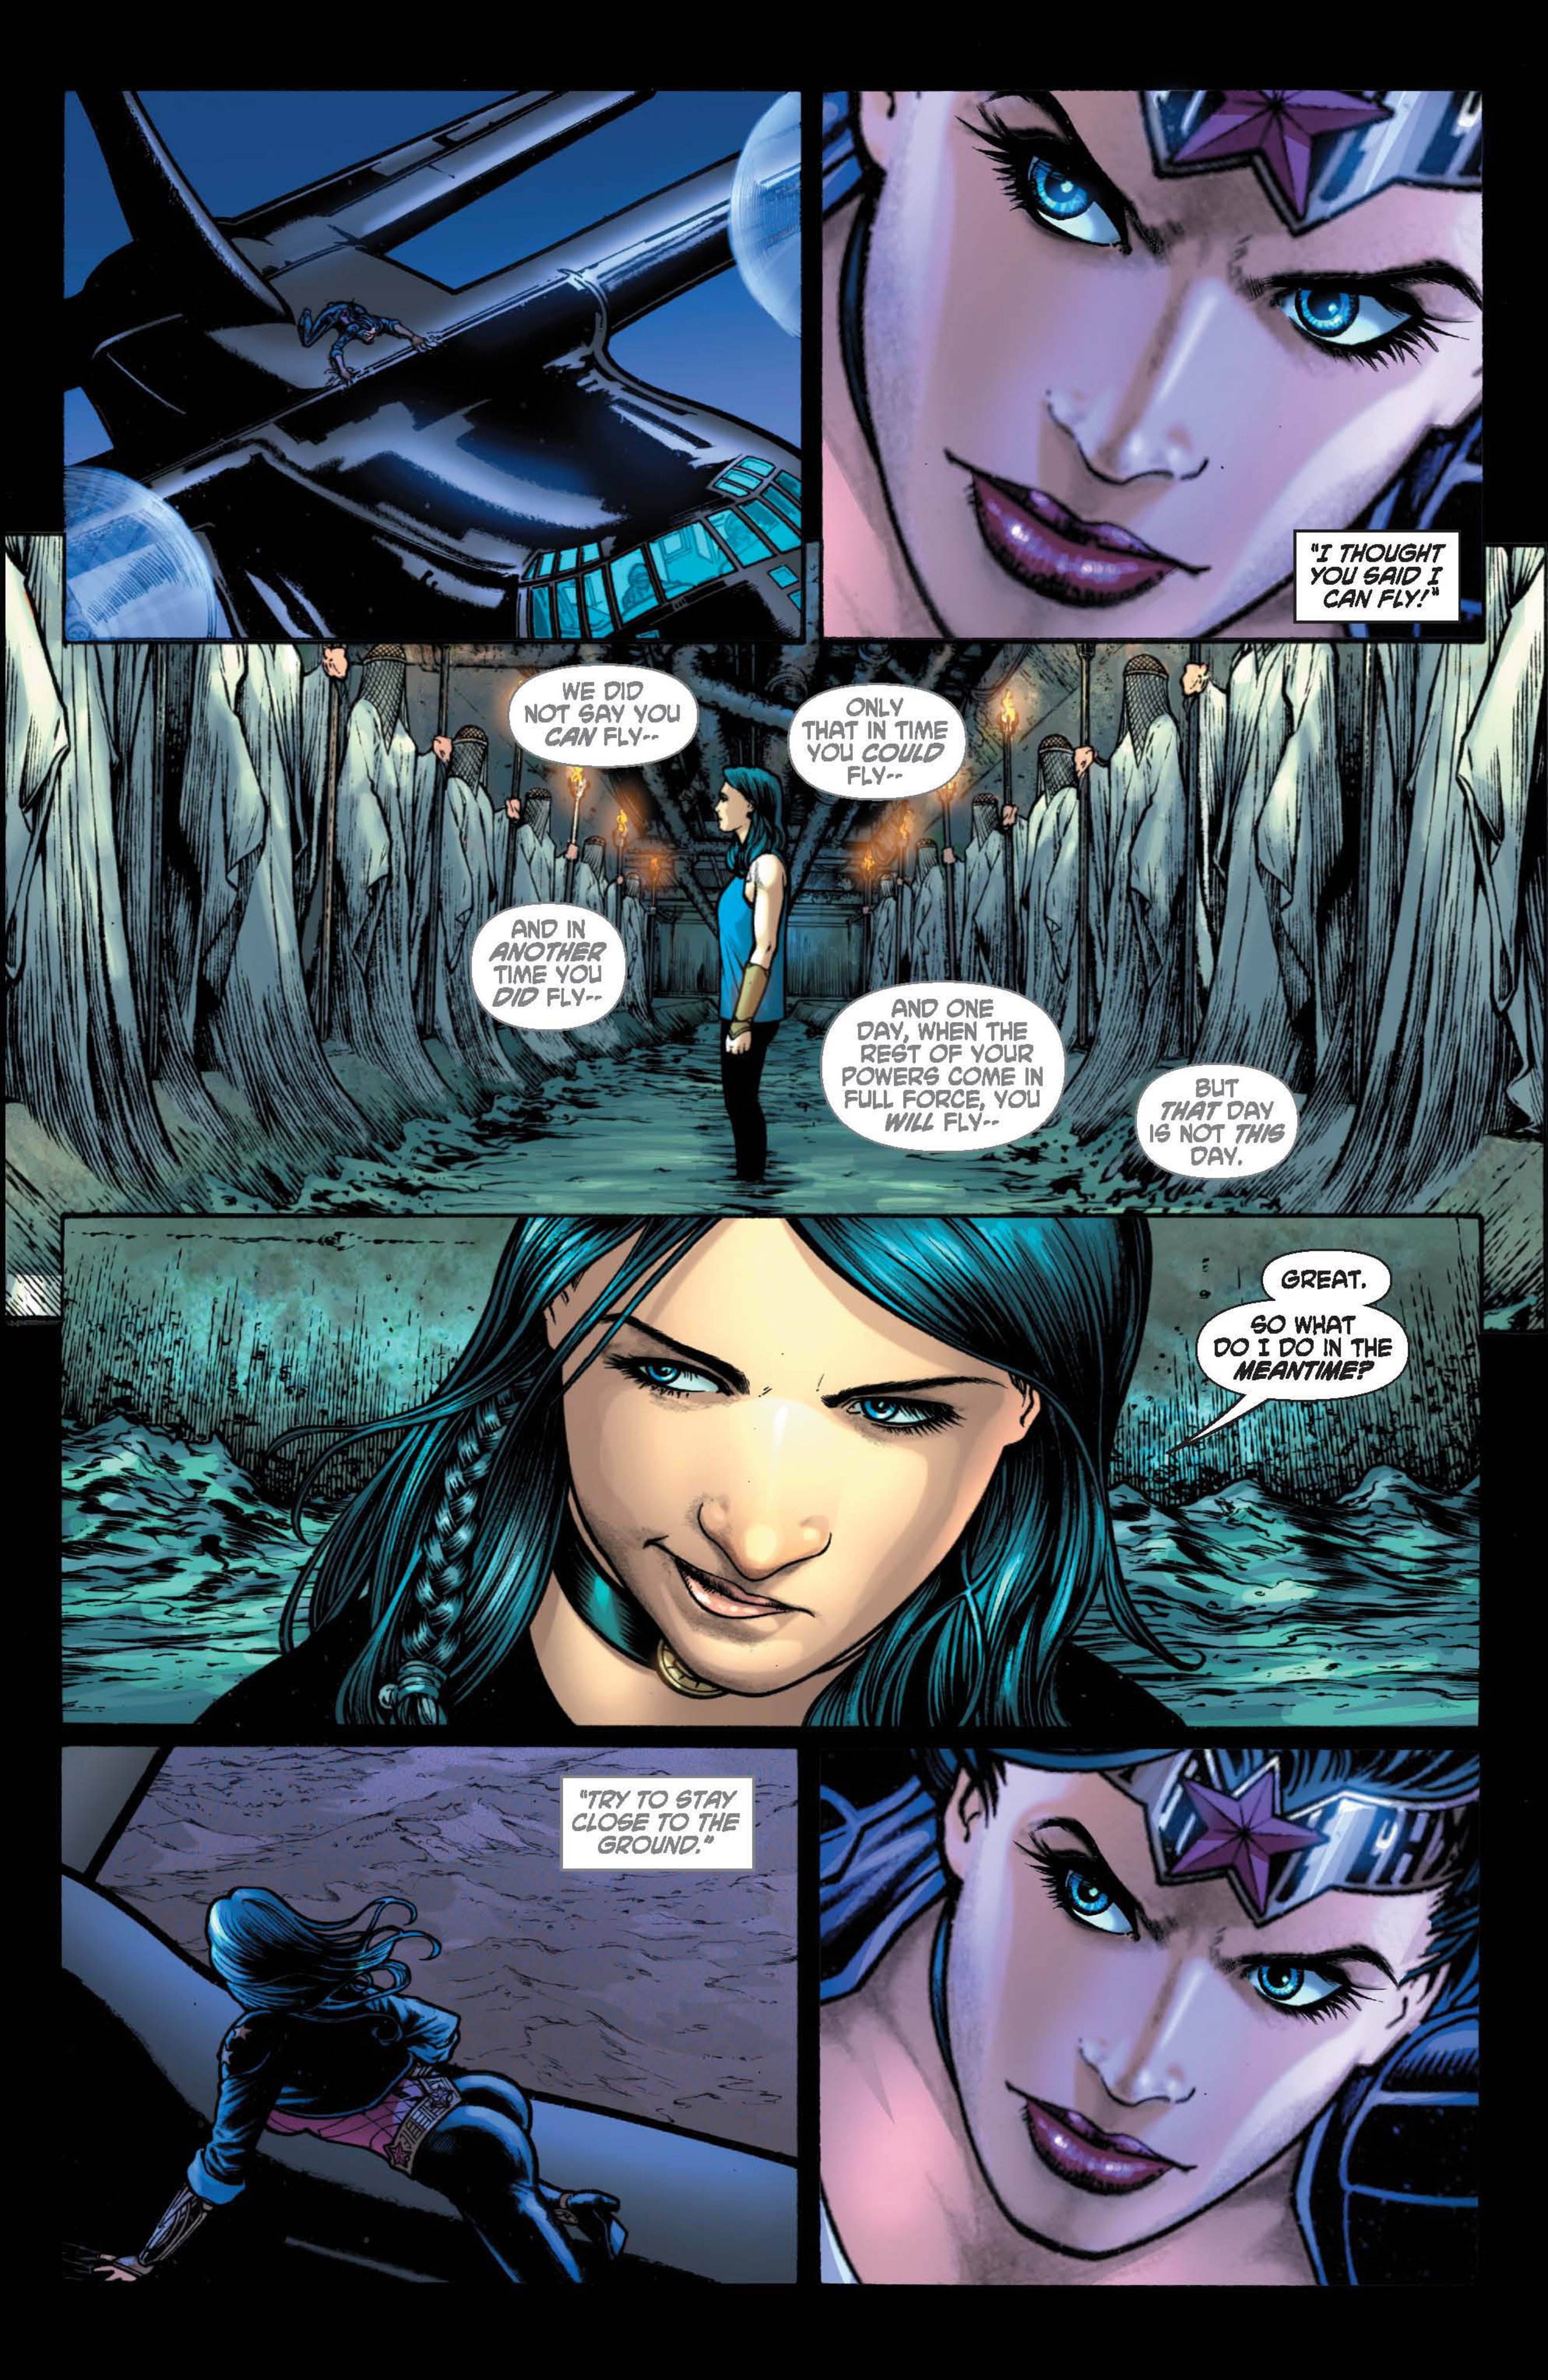 "I THOUGHT
YOU SAID I
CAN FLY!"
WE DID
NOT SAY YOU
CAN FLY--
ONLY
THAT IN TIME
YOU COULD
FLY--
AND IN
ANOTHER
TIME YOU
DID FLY--
AND ONE
DAY, WHEN THE
REST OF YOUR
POWERS COME IN
FULL FORCE, YOU
WILL FLY--
BUT
THAT DAY
IS NOT THIS
DAY.
GREAT.
SO WHAT
DO I DO IN THE
MEANTIME?
"TRY TO STAY
CLOSE TO THE
GROUND."